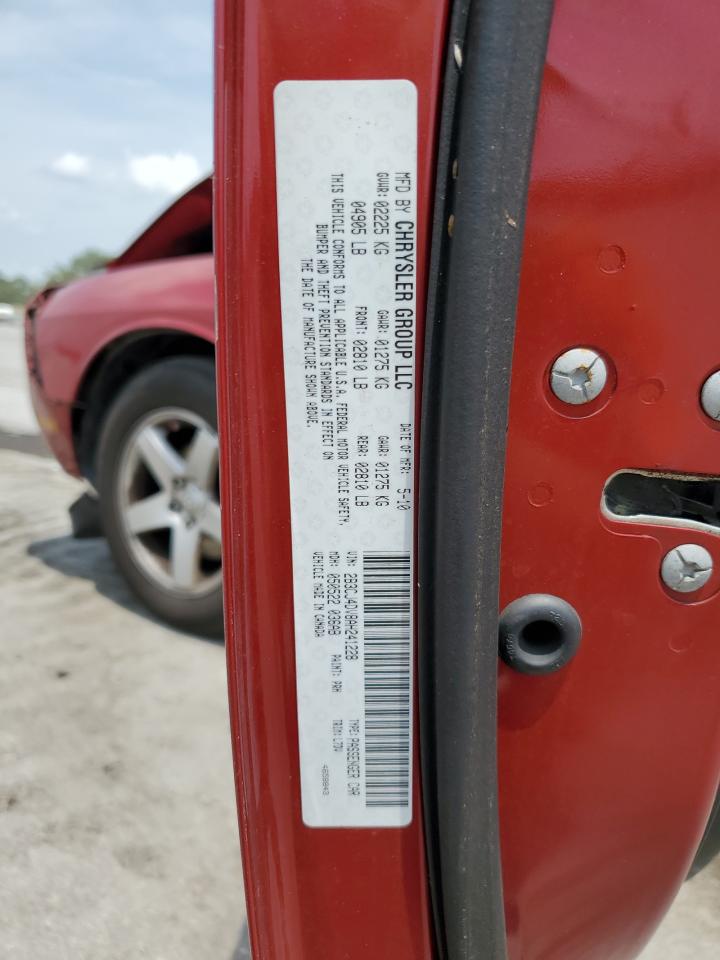 MFD BY CHRYSLER GROUP LLC DATE OF MFR: 5-10
GVWR: 02225 KG GAWR: 01275 KG GAWR: 01275 KG
04905 LB FRONT: 02810 LB REAR: 02810 LB
THIS VEHICLE CONFORMS TO ALL APPLICABLE U.S.A. FEDERAL MOTOR VEHICLE SAFETY,
BUMPER AND THEFT PREVENTION STANDARDS IN EFFECT ON
THE DATE OF MANUFACTURE SHOWN ABOVE.
VIN: 2B3CJ4DV8AH241228 TYPE: PASSENGER CAR
MDH: 050522 036AB PAINT: PRH TRIM: L7DV
VEHICLE MADE IN CANADA